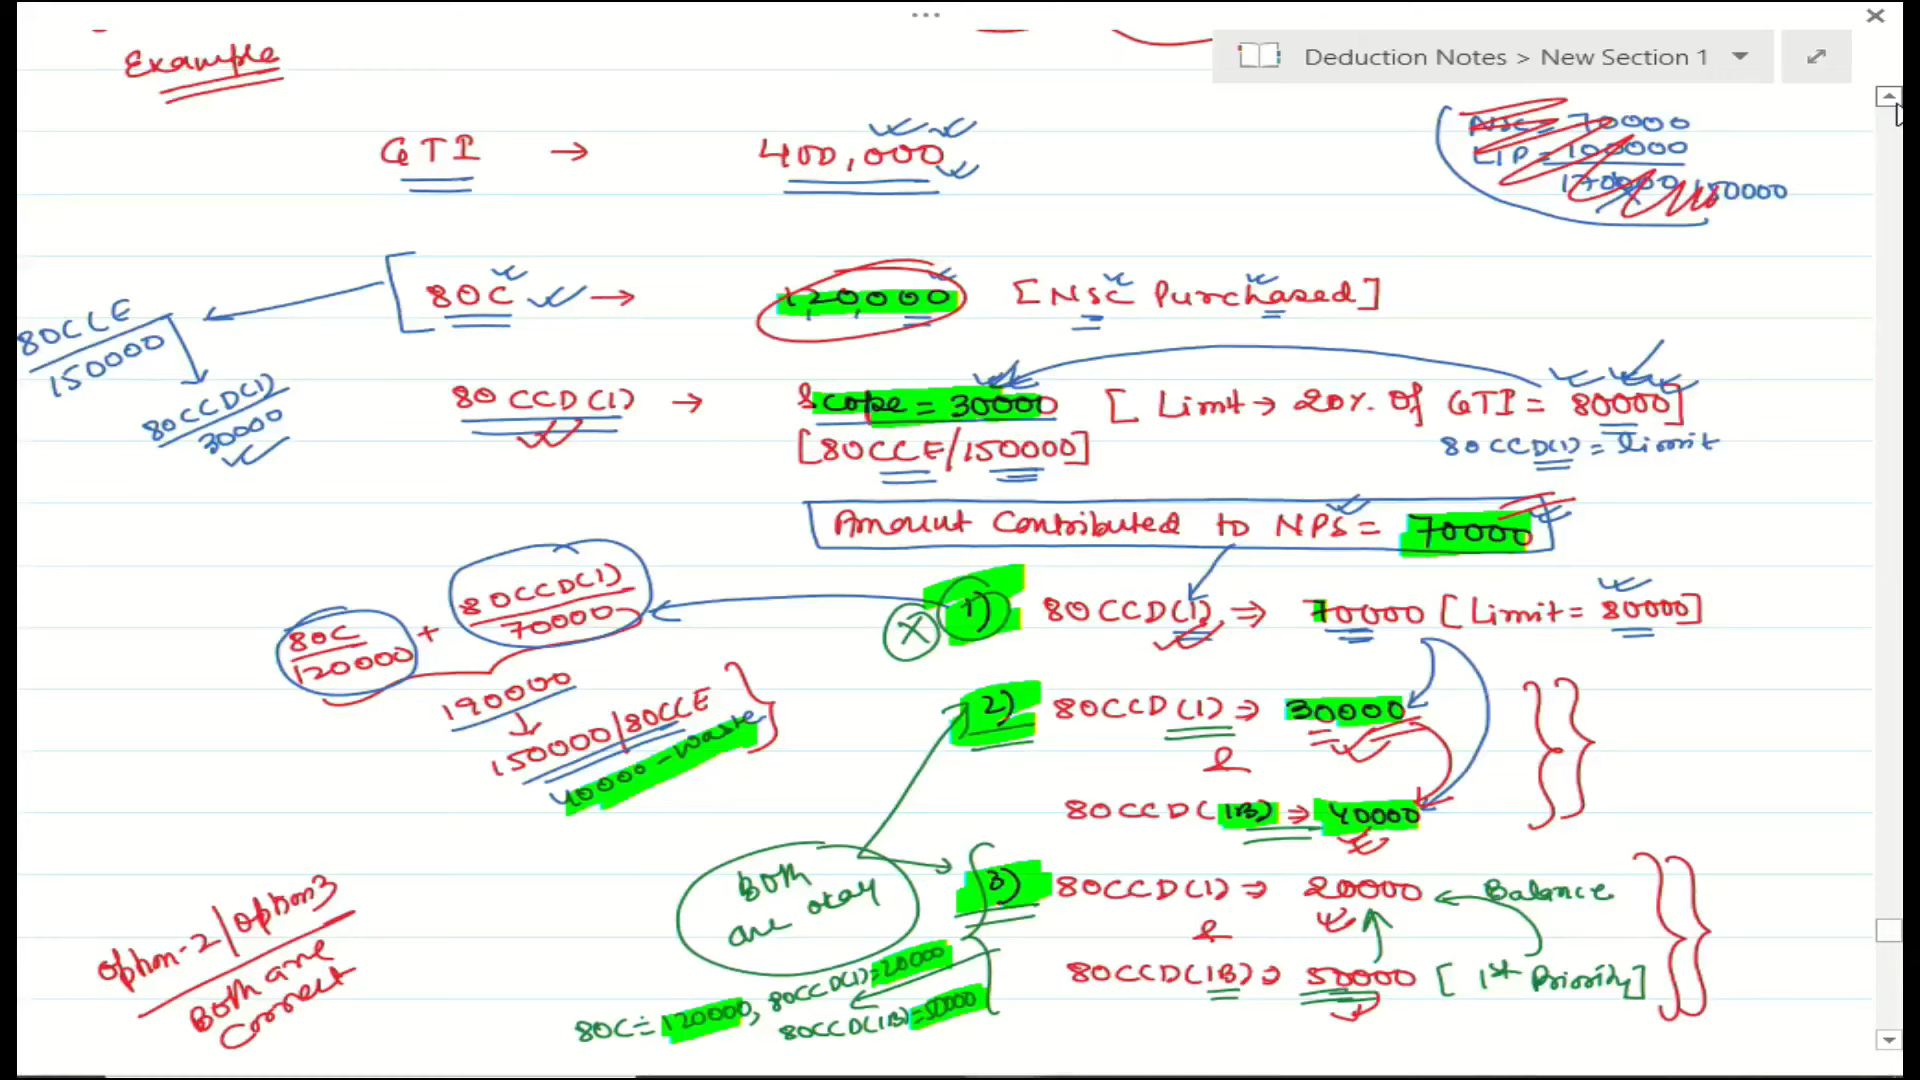 Deduction Notes > New Section 1
Example
GTI → 400,000
NSC = 70000
LIP = 100000
170000
150000
80C → 120,000 [NSC Purchased]
80CCE
150000
80CCD(1)
30000
80 CCD(1) → Scope = 30000 [Limit → 20% Of GTI = 80000]
[80CCE/150000]
80 CCD(1) = limit
Amount Contributed to NPS = 70000
1) 80CCD(1) ⇒ 70000 [Limit = 80000]
X
80C
120000
+
80CCD(1)
70000
190000
150000/80CCE
40000 - waste
2) 80CCD(1) ⇒ 30000
&
80CCD(1B) ⇒ 40000
Both
are okay
3) 80CCD(1) ⇒ 20000 ← Balance
&
80CCD(1B) ⇒ 50000 [1st Priority]
80C = 120000, 80CCD(1) = 20000
80CCD(1B) = 50000
Option-2/Option3
Both are
Correct